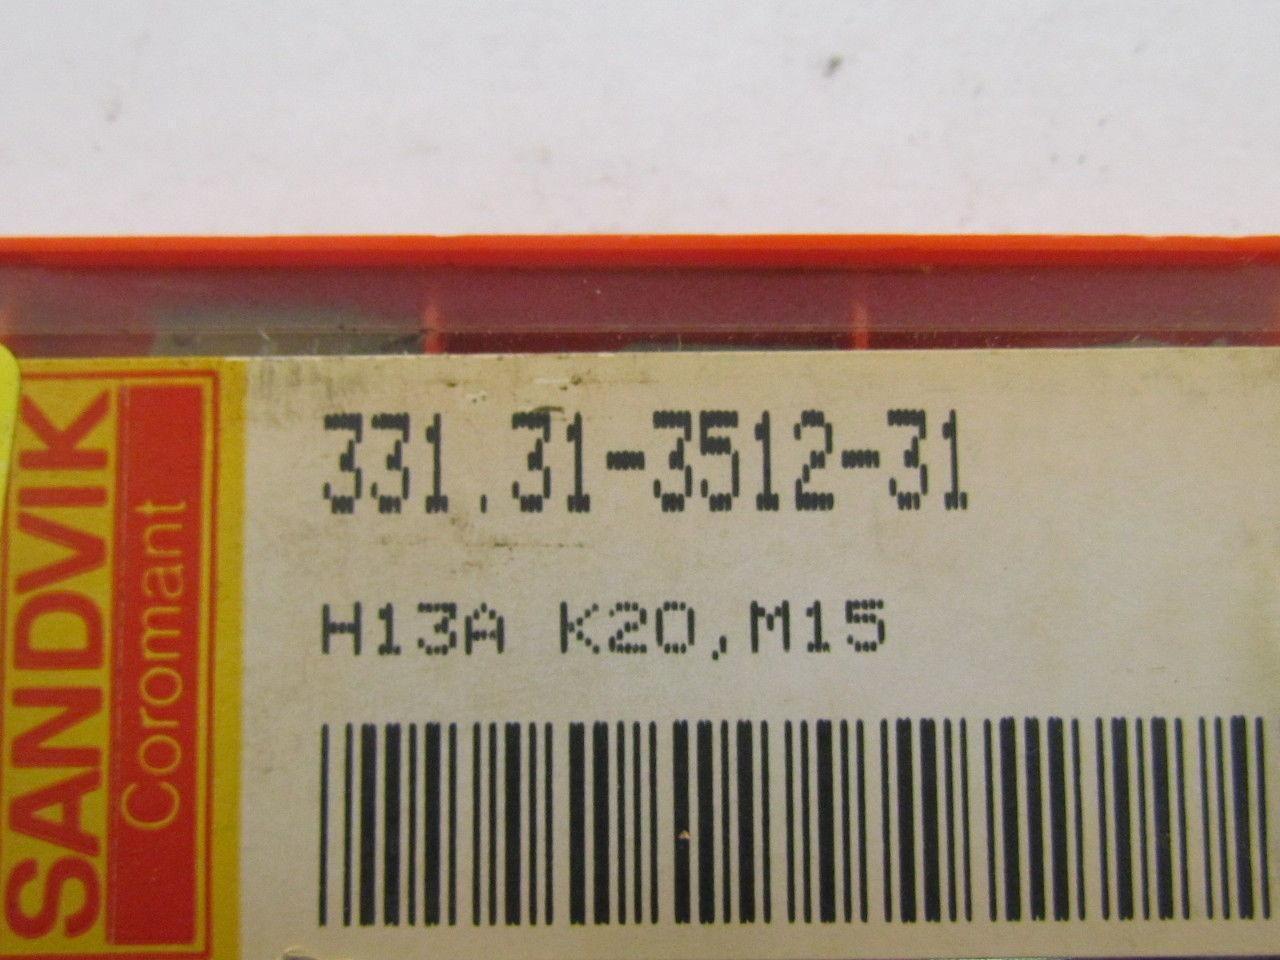 SANDVIK
Coromant
331.31-3512-31
H13A K20,M15